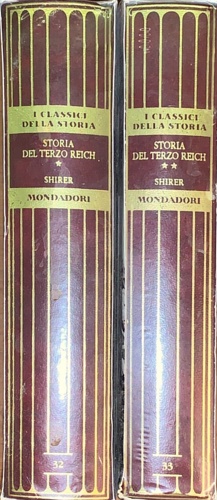 I CLASSICI
DELLA STORIA
STORIA
DEL TERZO REICH
*
SHIRER
MONDADORI
32
I CLASSICI
DELLA STORIA
STORIA
DEL TERZO REICH
**
SHIRER
MONDADORI
33